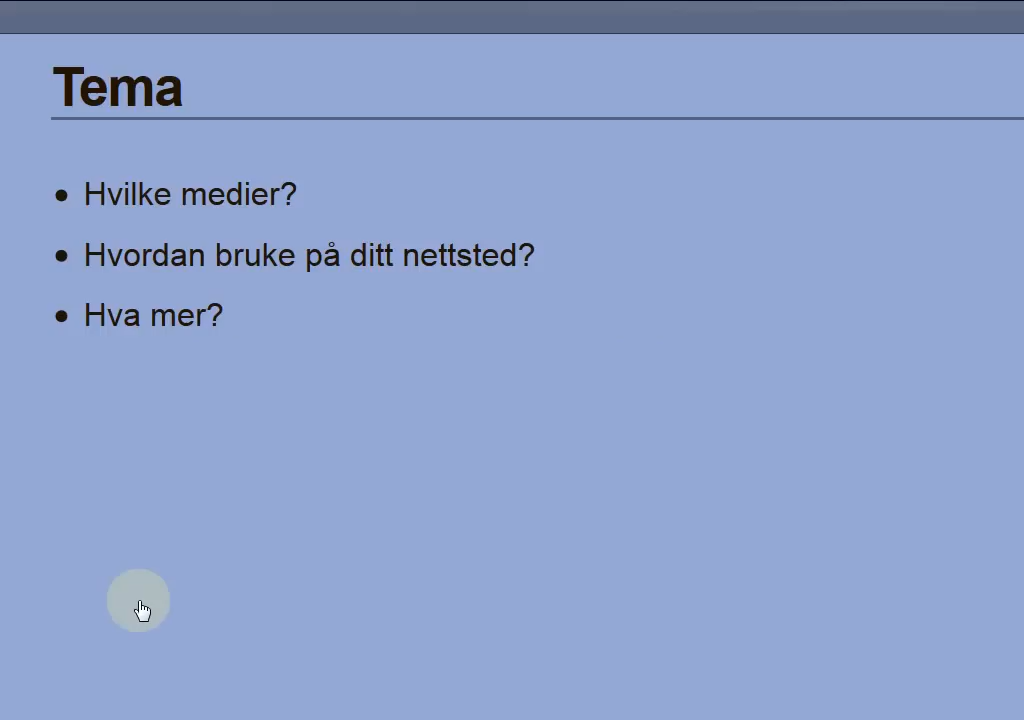 Tema
• Hvilke medier?
• Hvordan bruke på ditt nettsted?
• Hva mer?